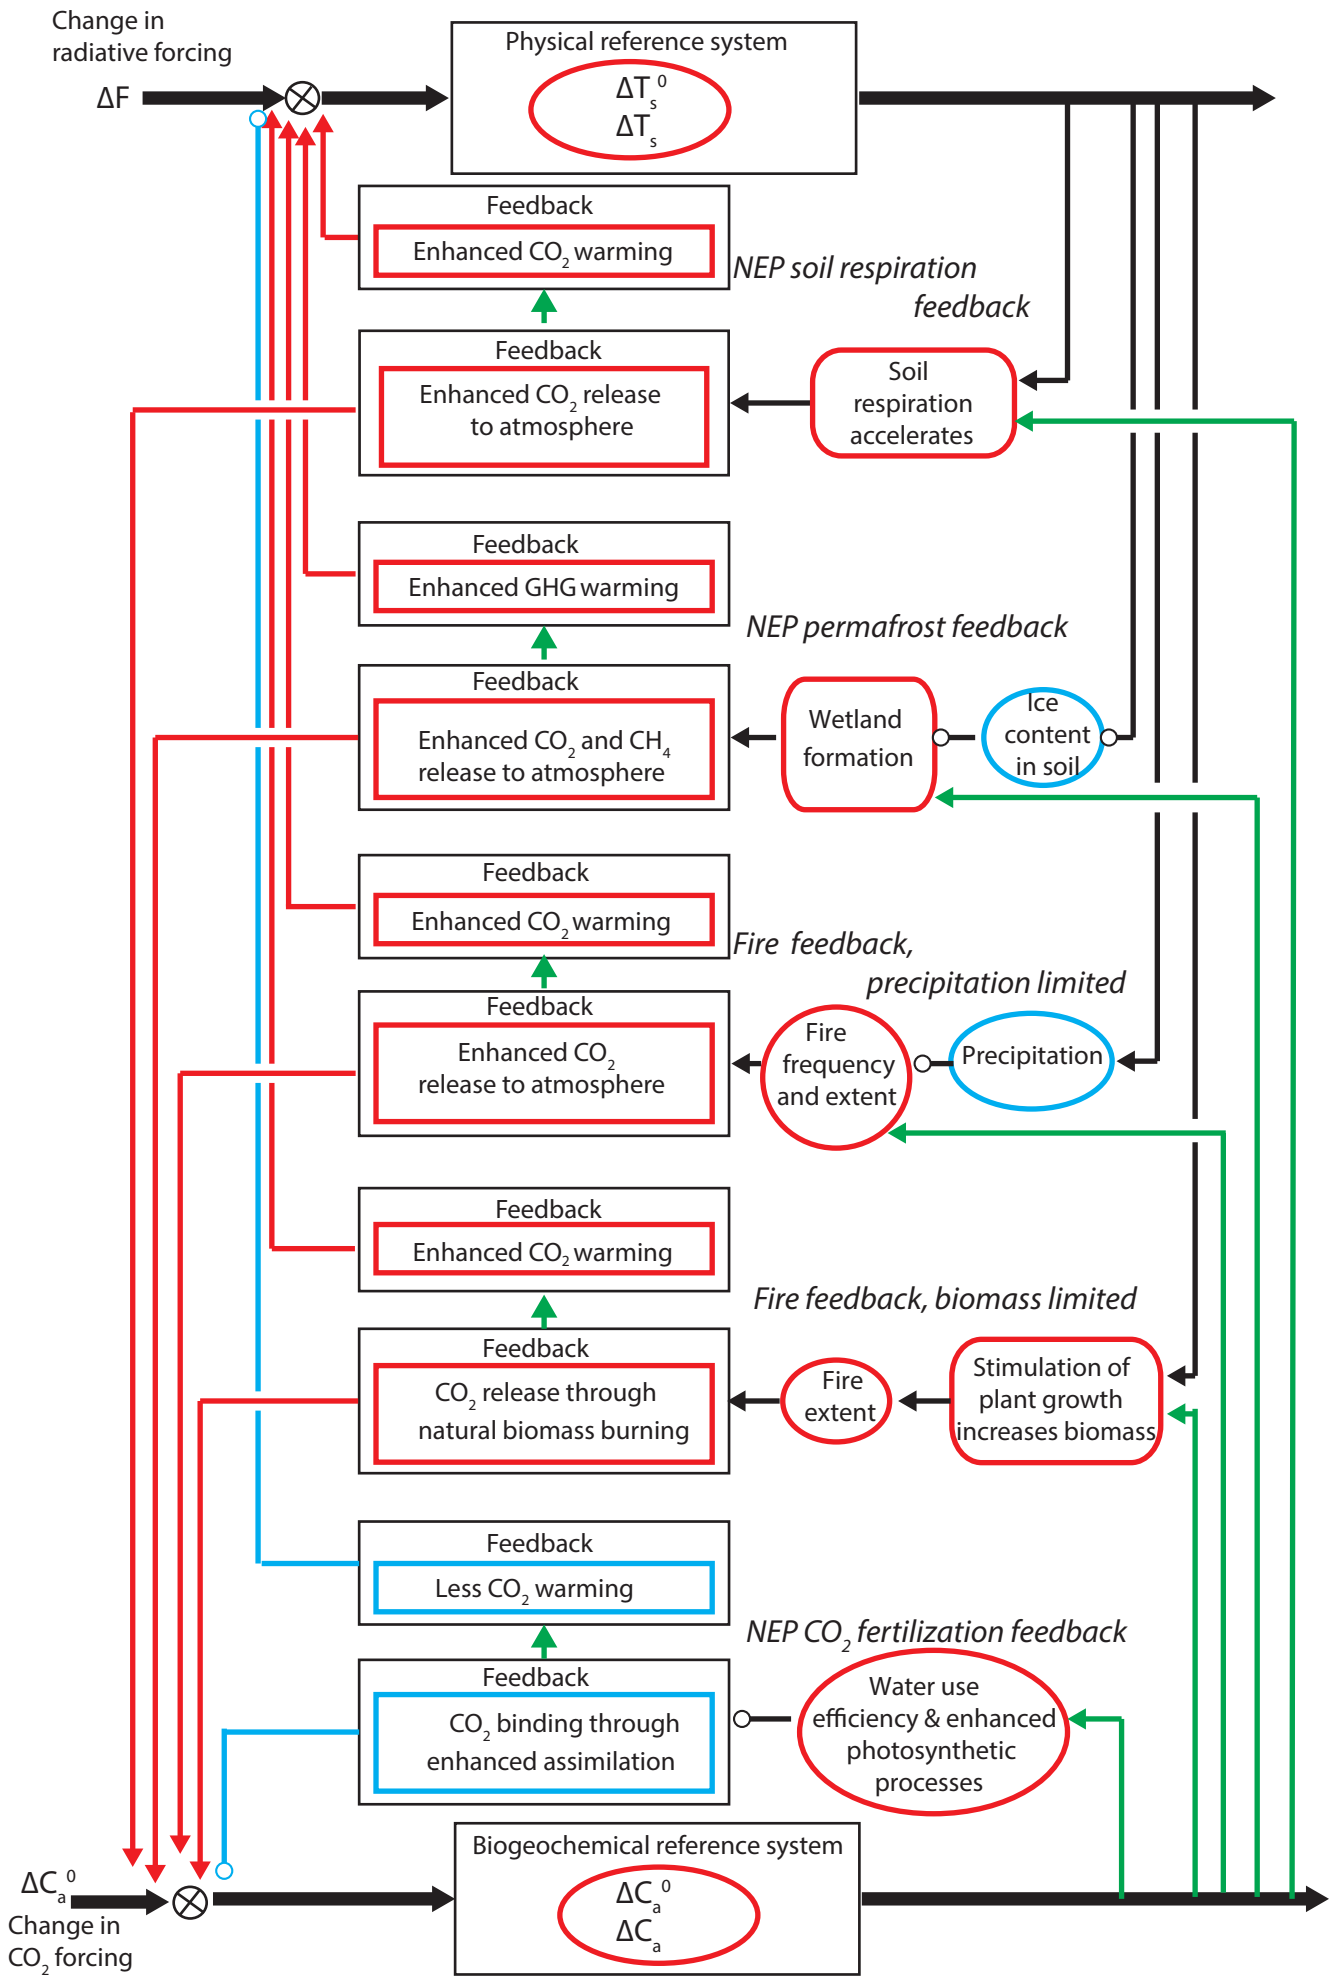 Change in
radiative forcing
ΔF
Physical reference system
ΔTs⁰
ΔTs
Feedback
Enhanced CO₂ warming
NEP soil respiration
feedback
Feedback
Enhanced CO₂ release
to atmosphere
Soil
respiration
accelerates
Feedback
Enhanced GHG warming
NEP permafrost feedback
Feedback
Enhanced CO₂ and CH₄
release to atmosphere
Wetland
formation
Ice
content
in soil
Feedback
Enhanced CO₂ warming
Fire feedback,
precipitation limited
Feedback
Enhanced CO₂
release to atmosphere
Fire
frequency
and extent
Precipitation
Feedback
Enhanced CO₂ warming
Fire feedback, biomass limited
Feedback
CO₂ release through
natural biomass burning
Fire
extent
Stimulation of
plant growth
increases biomass
Feedback
Less CO₂ warming
NEP CO₂ fertilization feedback
Feedback
CO₂ binding through
enhanced assimilation
Water use
efficiency & enhanced
photosynthetic
processes
Biogeochemical reference system
ΔCa⁰
ΔCa
ΔCa⁰
Change in
CO₂ forcing